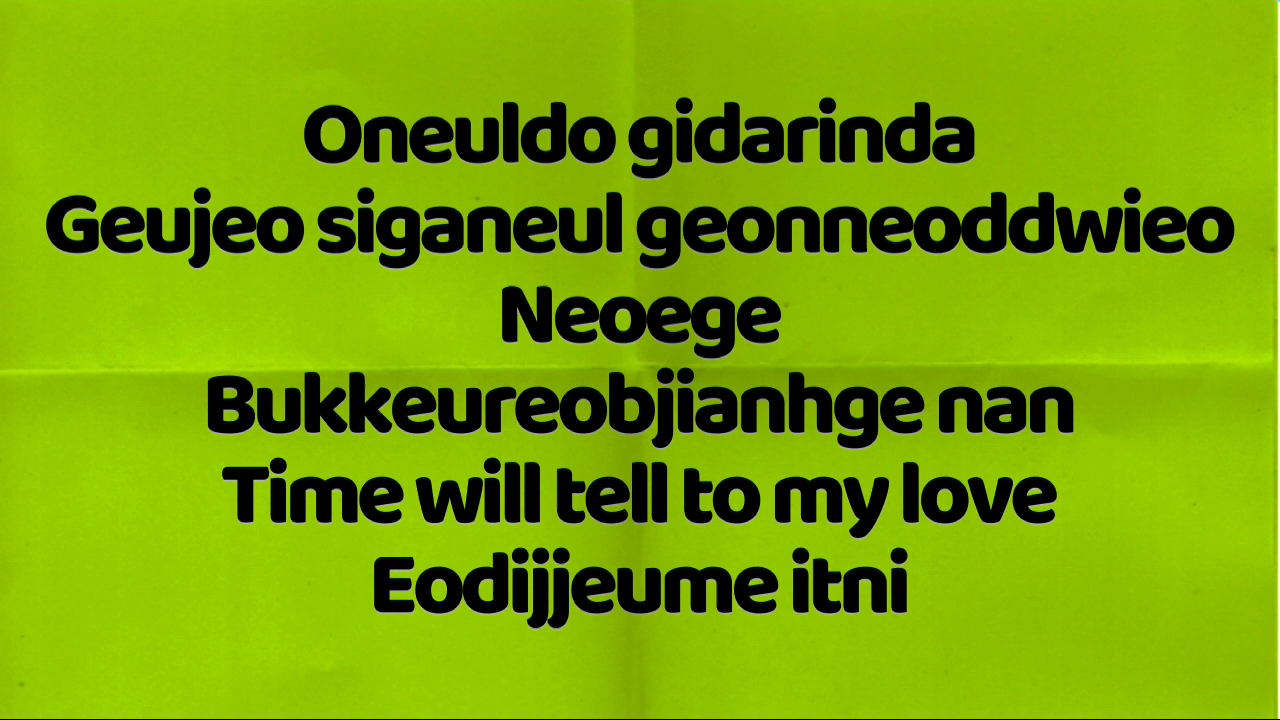 Oneuldo gidarinda
Geujeo siganeul geonneoddwieo
Neoege
Bukkeureobjianhge nan
Time will tell to my love
Eodijjeume itni